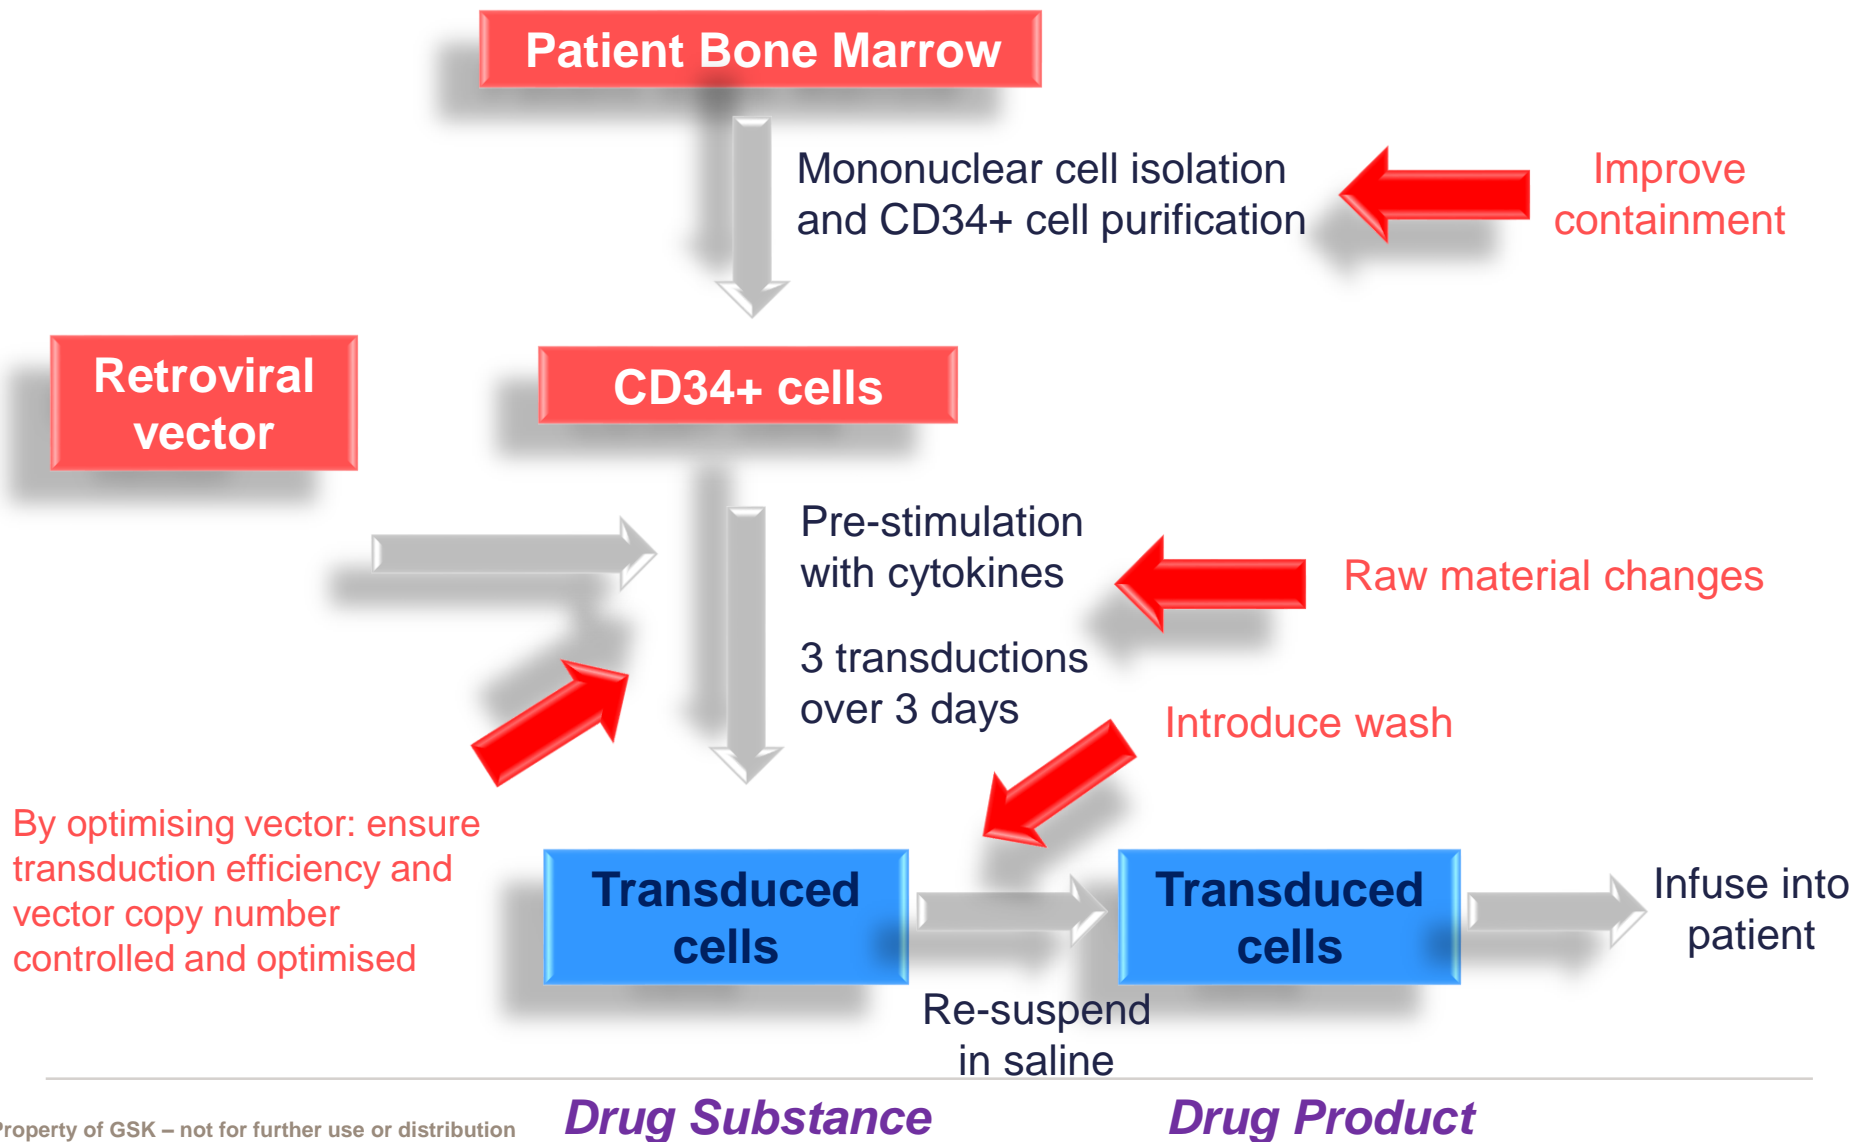 Patient Bone Marrow
Mononuclear cell isolation
and CD34+ cell purification
Improve
containment
Retroviral
vector
CD34+ cells
Pre-stimulation
with cytokines
Raw material changes
3 transductions
over 3 days
Introduce wash
By optimising vector: ensure
transduction efficiency and
vector copy number
controlled and optimised
Transduced
cells
Transduced
cells
Infuse into
patient
Re-suspend
in saline
Property of GSK – not for further use or distribution
Drug Substance
Drug Product